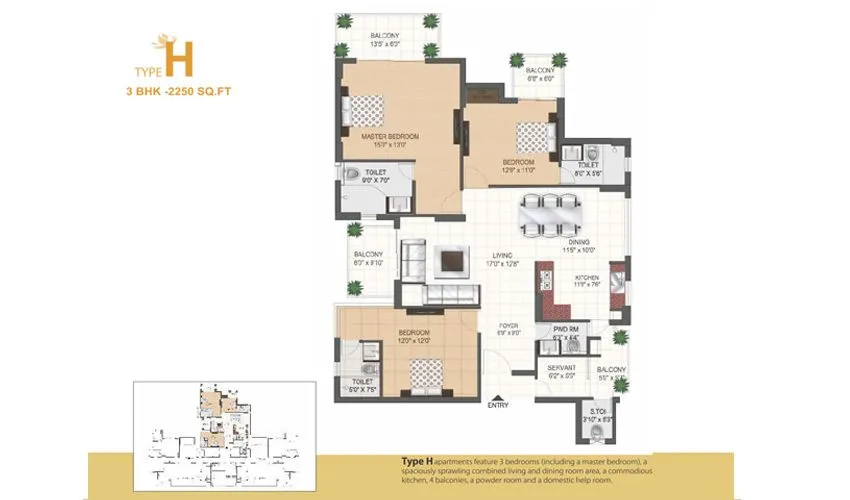 TYPE H
3 BHK -2250 SQ.FT
BALCONY
13'5" x 6'0"
BALCONY
6'8" x 6'0"
MASTER BEDROOM
15'0" x 13'0"
BEDROOM
12'9" x 11'0"
TOILET
8'0" X 5'6"
TOILET
9'0" X 7'0"
DINING
11'5" x 10'0"
BALCONY
6'0" x 9'10"
LIVING
17'0" x 12'8"
KITCHEN
11'9" x 7'6"
FOYER
6'9" x 9'0"
BEDROOM
12'0" x 12'0"
PWD RM
TOILET
5'0" X 7'5"
SERVANT
BALCONY
ENTRY
S.TOI
Type H apartments feature 3 bedrooms (including a master bedroom), a
spaciously sprawling combined living and dining room area, a commodious
kitchen, 4 balconies, a powder room and a domestic help room.